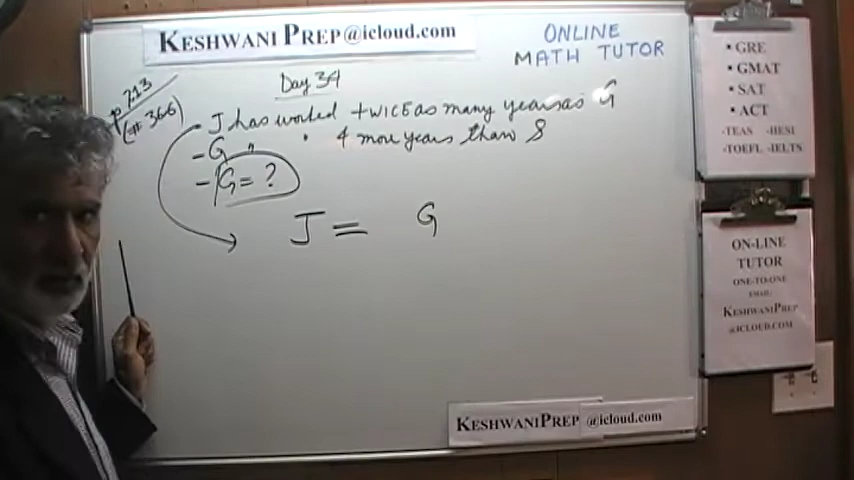 KESHWANI PREP@icloud.com
ONLINE
MATH TUTOR
Day 34
p 713
(# 366)
J has worked TWICE as many years as G
- G " " 4 more years than S
- G = ?
J = G
• GRE
• GMAT
• SAT
• ACT
-TEAS -HESI
-TOEFL -IELTS
ON-LINE
TUTOR
ONE-TO-ONE
EMAIL:
KESHWANIPREP
@ICLOUD.COM
KESHWANIPREP @icloud.com